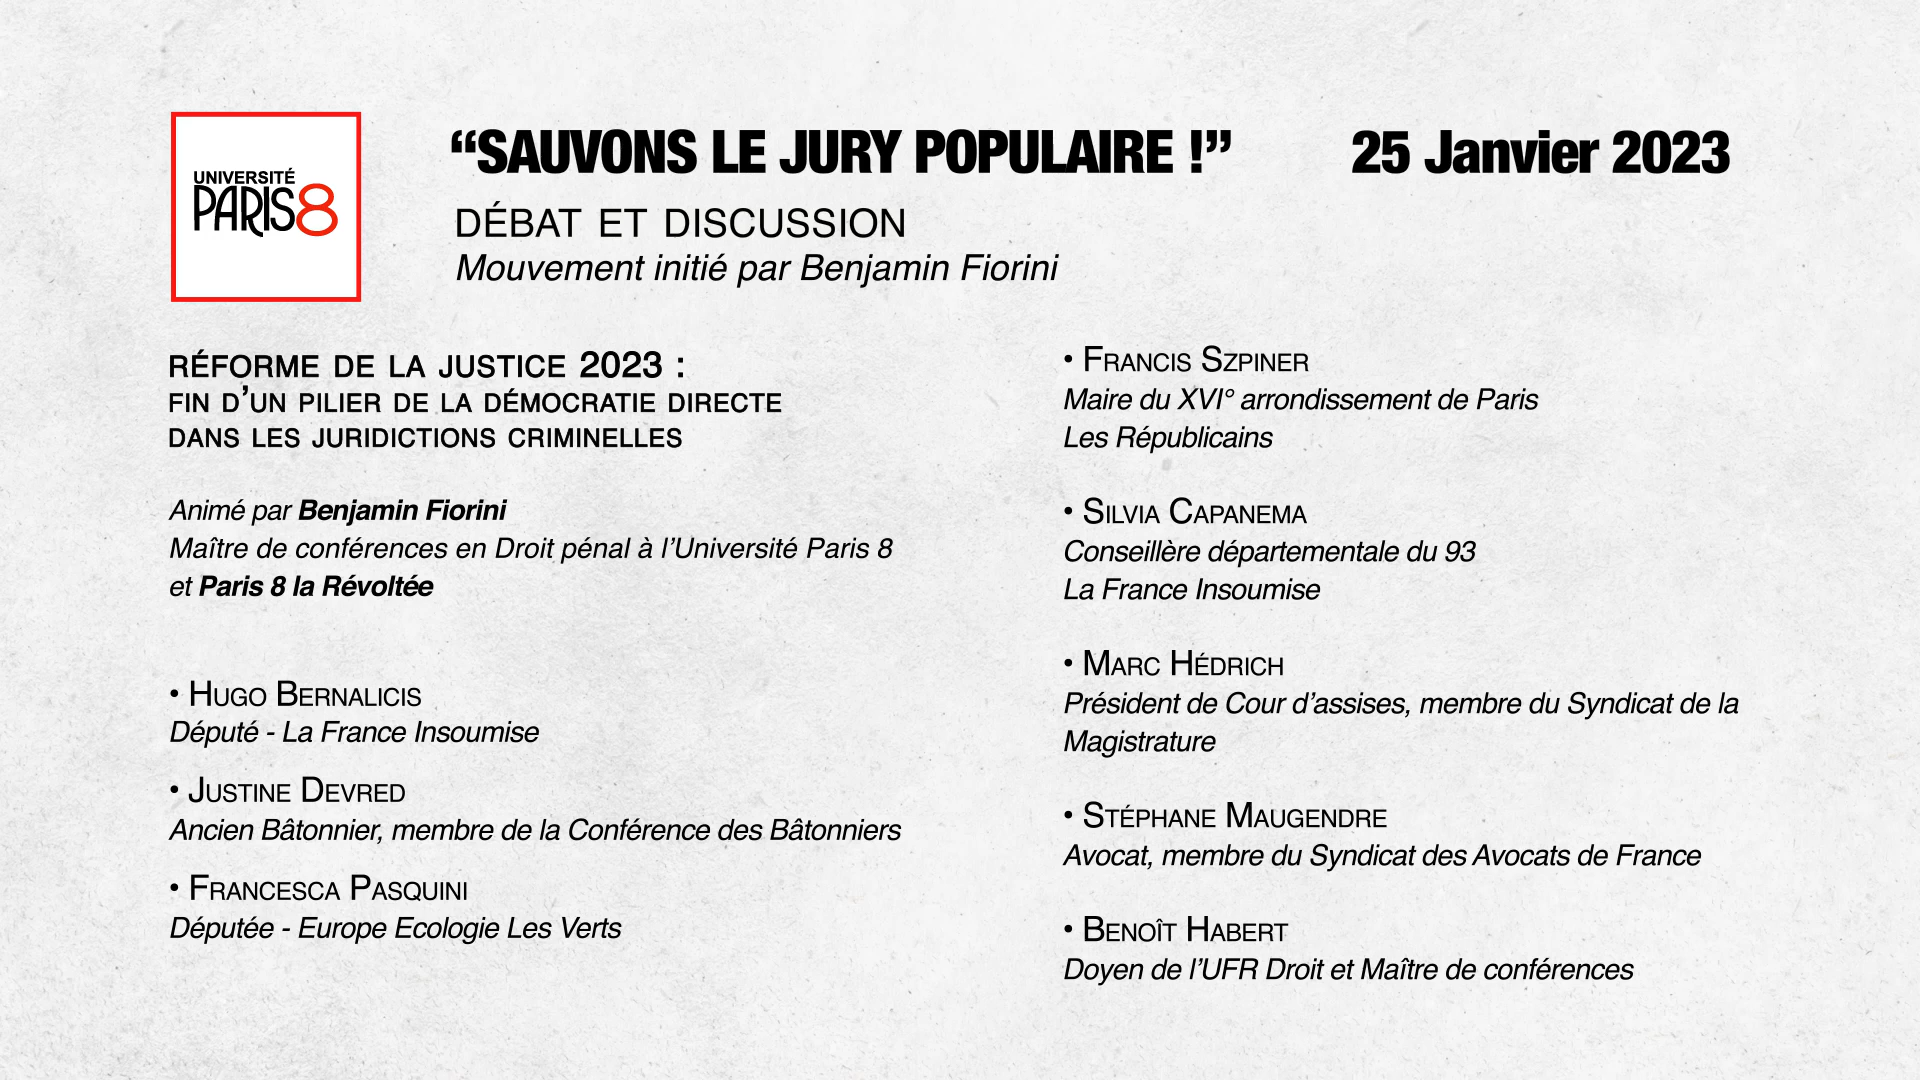 UNIVERSITÉ
PARIS8
“SAUVONS LE JURY POPULAIRE !”
25 Janvier 2023
DÉBAT ET DISCUSSION
Mouvement initié par Benjamin Fiorini
RÉFORME DE LA JUSTICE 2023 :
FIN D’UN PILIER DE LA DÉMOCRATIE DIRECTE
DANS LES JURIDICTIONS CRIMINELLES
Animé par Benjamin Fiorini
Maître de conférences en Droit pénal à l’Université Paris 8
et Paris 8 la Révoltée
• HUGO BERNALICIS
Député - La France Insoumise
• JUSTINE DEVRED
Ancien Bâtonnier, membre de la Conférence des Bâtonniers
• FRANCESCA PASQUINI
Députée - Europe Ecologie Les Verts
• FRANCIS SZPINER
Maire du XVI° arrondissement de Paris
Les Républicains
• SILVIA CAPANEMA
Conseillère départementale du 93
La France Insoumise
• MARC HÉDRICH
Président de Cour d’assises, membre du Syndicat de la
Magistrature
• STÉPHANE MAUGENDRE
Avocat, membre du Syndicat des Avocats de France
• BENOÎT HABERT
Doyen de l’UFR Droit et Maître de conférences